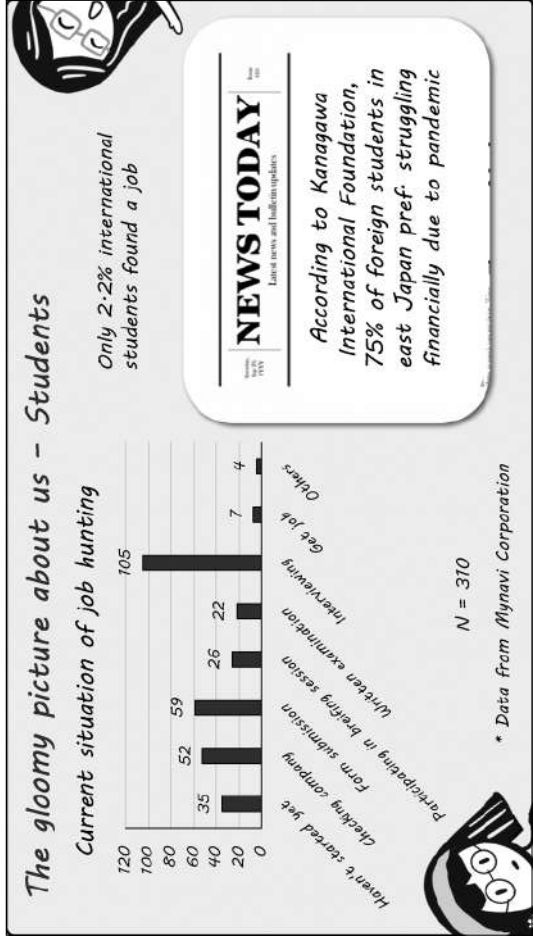 The gloomy picture about us – Students
Current situation of job hunting
120
100
80
60
40
20
0
35
52
59
26
22
105
7
4
Haven't started yet
Checking company
Form submission
Participating in breifing session
Written examination
Interviewing
Get job
Others
N = 310
* Data from Mynavi Corporation
Only 2.2% international
students found a job
NEWS TODAY
Latest news and bulletin updates
According to Kanagawa
International Foundation,
75% of foreign students in
east Japan pref. struggling
financially due to pandemic